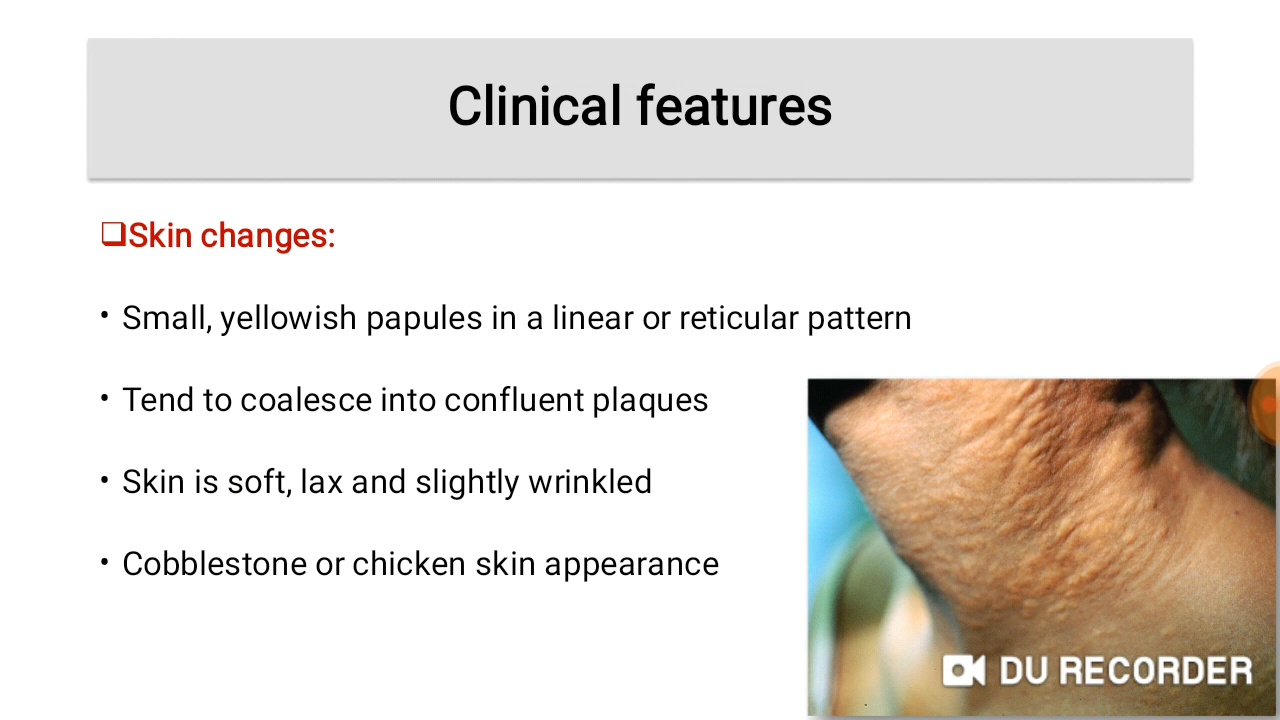 Clinical features
❑Skin changes:
• Small, yellowish papules in a linear or reticular pattern
• Tend to coalesce into confluent plaques
• Skin is soft, lax and slightly wrinkled
• Cobblestone or chicken skin appearance
DU RECORDER